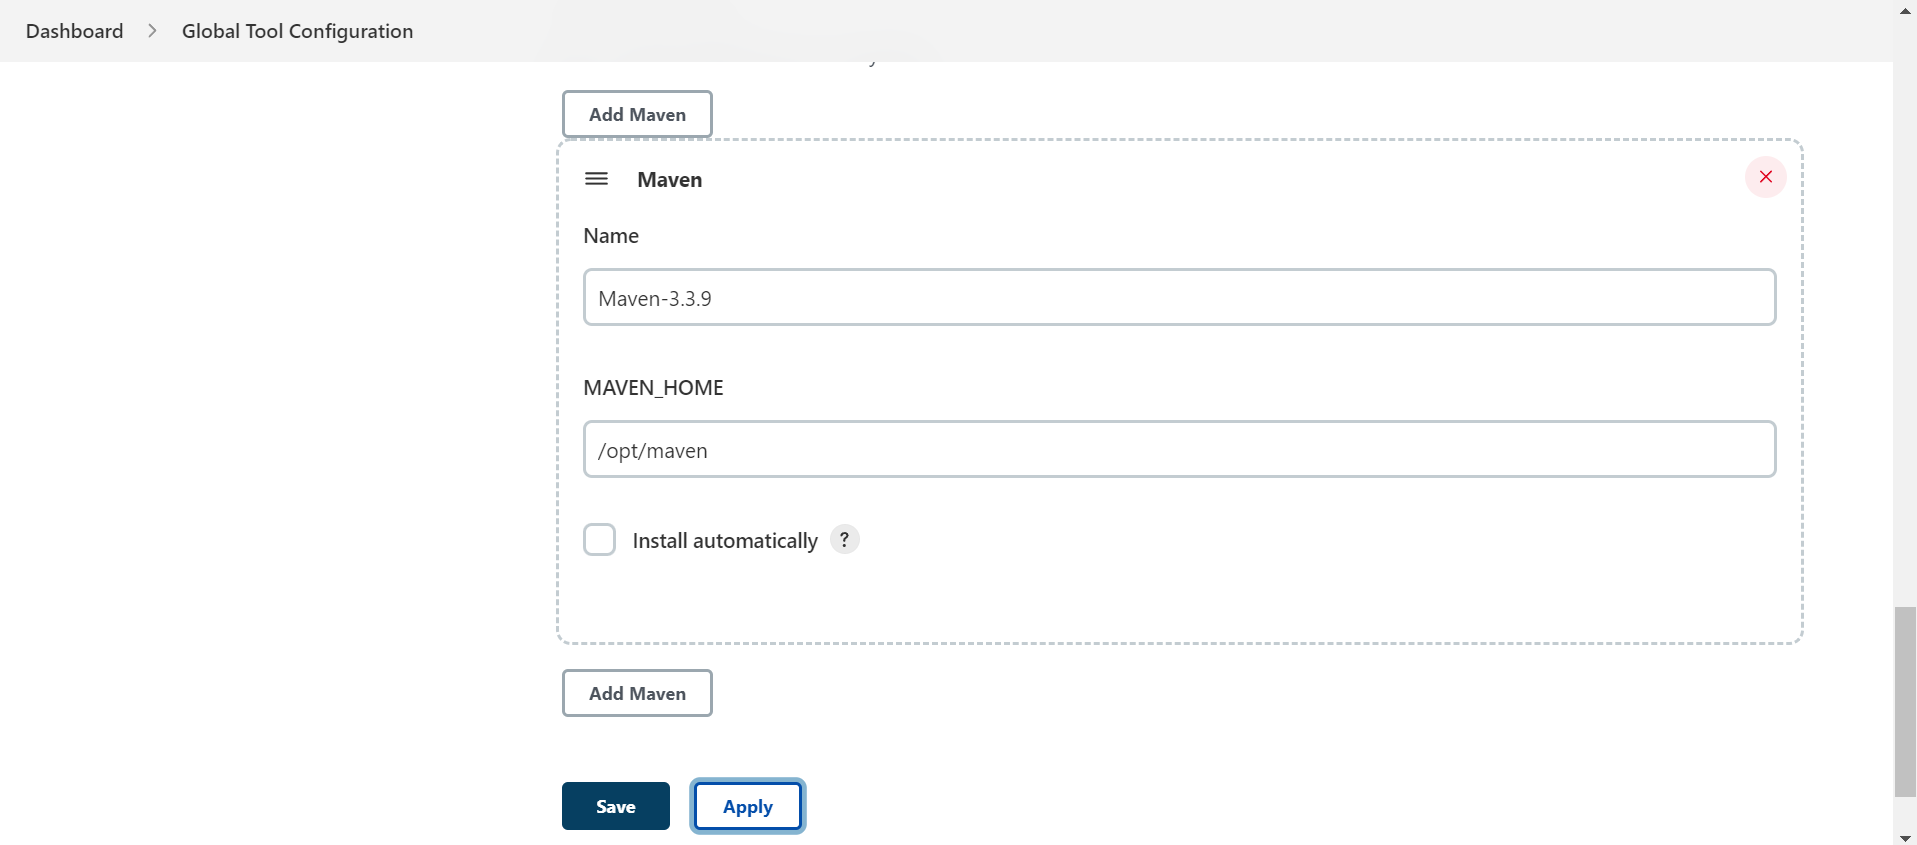 Dashboard > Global Tool Configuration
Add Maven
Maven
Name
Maven-3.3.9
MAVEN_HOME
/opt/maven
Install automatically ?
Add Maven
Save Apply